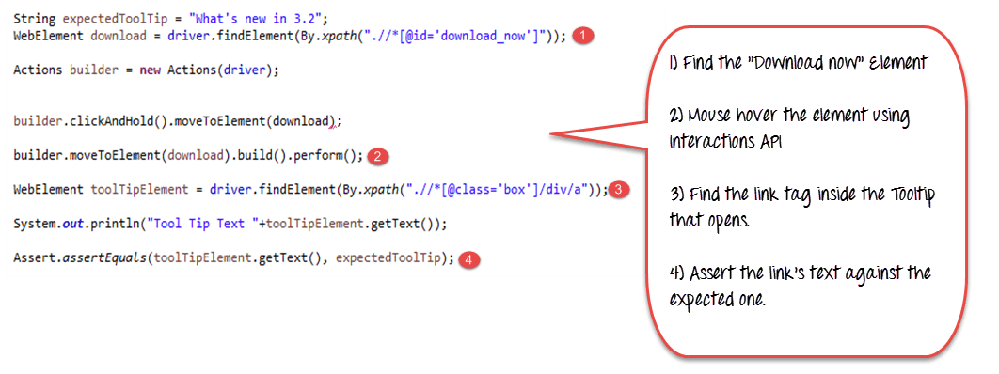 String expectedToolTip = "What's new in 3.2";
WebElement download = driver.findElement(By.xpath(".//*[@id='download_now']")); 1
Actions builder = new Actions(driver);
builder.clickAndHold().moveToElement(download);
builder.moveToElement(download).build().perform(); 2
WebElement toolTipElement = driver.findElement(By.xpath(".//*[@class='box']/div/a")); 3
System.out.println("Tool Tip Text "+toolTipElement.getText());
Assert.assertEquals(toolTipElement.getText(), expectedToolTip); 4
1) Find the "Download now" Element
2) Mouse hover the element using
Interactions API
3) Find the link tag inside the Tooltip
that opens.
4) Assert the link's text against the
expected one.